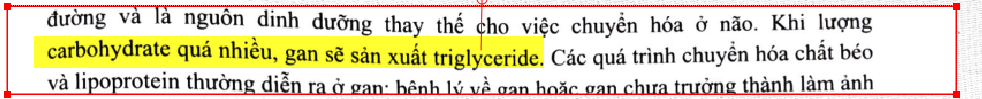 đường và là nguồn dinh dưỡng thay thế cho việc chuyển hóa ở não. Khi lượng
carbohydrate quá nhiều, gan sẽ sản xuất triglyceride. Các quá trình chuyển hóa chất béo
và lipoprotein thường diễn ra ở gan; bệnh lý về gan hoặc gan chưa trưởng thành làm ảnh